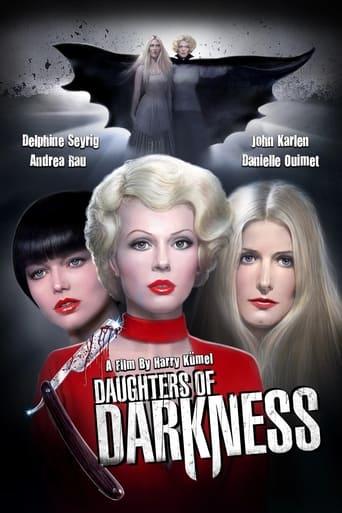 Delphine Seyrig
John Karlen
Andrea Rau
Danielle Ouimet
A Film By Harry Kümel
DAUGHTERS OF
DARKNESS